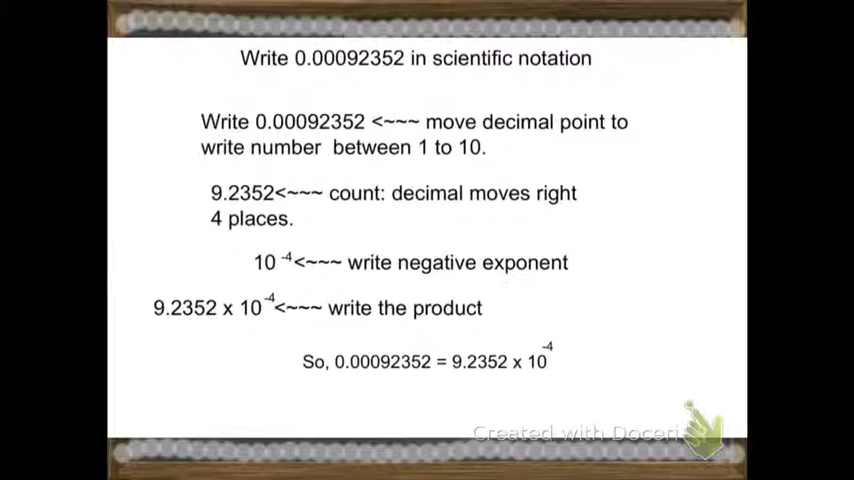 Write 0.00092352 in scientific notation
Write 0.00092352 <~~~ move decimal point to
write number between 1 to 10.
9.2352<~~~ count: decimal moves right
4 places.
10 -4<~~~ write negative exponent
9.2352 x 10-4<~~~ write the product
So, 0.00092352 = 9.2352 x 10-4
Created with Doceri